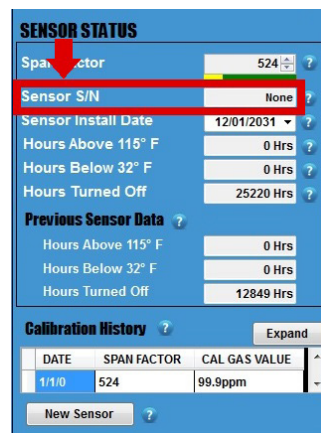 SENSOR STATUS
Span Factor 524 ?
Sensor S/N None ?
Sensor Install Date 12/01/2031 ?
Hours Above 115° F 0 Hrs ?
Hours Below 32° F 0 Hrs ?
Hours Turned Off 25220 Hrs ?
Previous Sensor Data ?
Hours Above 115° F 0 Hrs
Hours Below 32° F 0 Hrs
Hours Turned Off 12849 Hrs
Calibration History ? Expand
DATE SPAN FACTOR CAL GAS VALUE
1/1/0 524 99.9ppm
New Sensor ?